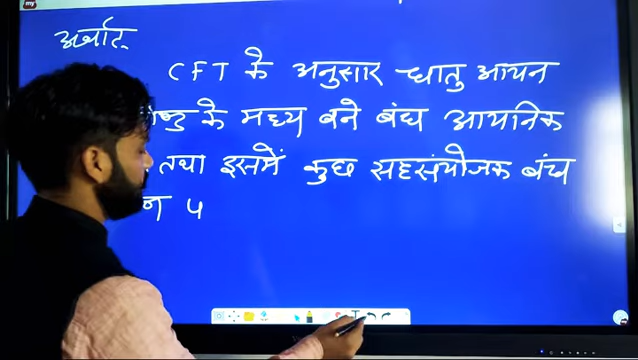 अर्थात
CFT के अनुसार धातु आयन
के मध्य बने बंध आयनिक
तथा इसमें कुछ सहसंयोजक बंध